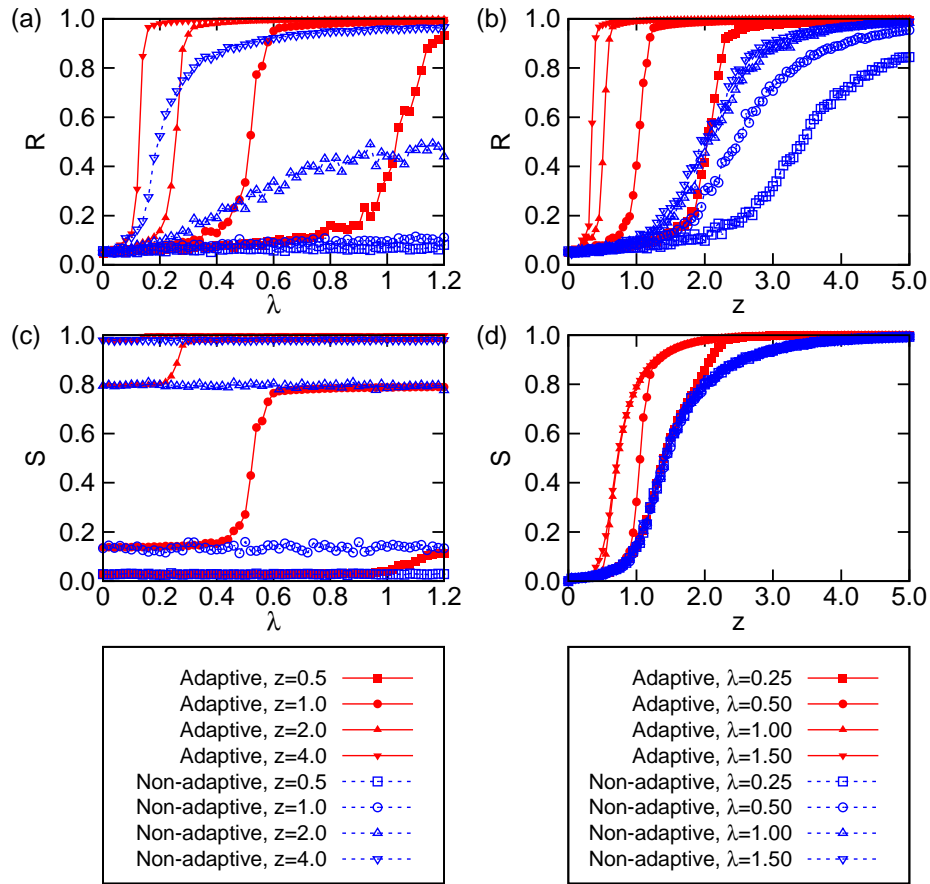 (a)
R
1.0
0.8
0.6
0.4
0.2
0.0
0 0.2 0.4 0.6 0.8 1.0 1.2
λ
(b)
R
1.0
0.8
0.6
0.4
0.2
0.0
0 1.0 2.0 3.0 4.0 5.0
z
(c)
S
1.0
0.8
0.6
0.4
0.2
0.0
0 0.2 0.4 0.6 0.8 1.0 1.2
λ
(d)
S
1.0
0.8
0.6
0.4
0.2
0.0
0 1.0 2.0 3.0 4.0 5.0
z
Adaptive, z=0.5
Adaptive, z=1.0
Adaptive, z=2.0
Adaptive, z=4.0
Non-adaptive, z=0.5
Non-adaptive, z=1.0
Non-adaptive, z=2.0
Non-adaptive, z=4.0
Adaptive, λ=0.25
Adaptive, λ=0.50
Adaptive, λ=1.00
Adaptive, λ=1.50
Non-adaptive, λ=0.25
Non-adaptive, λ=0.50
Non-adaptive, λ=1.00
Non-adaptive, λ=1.50